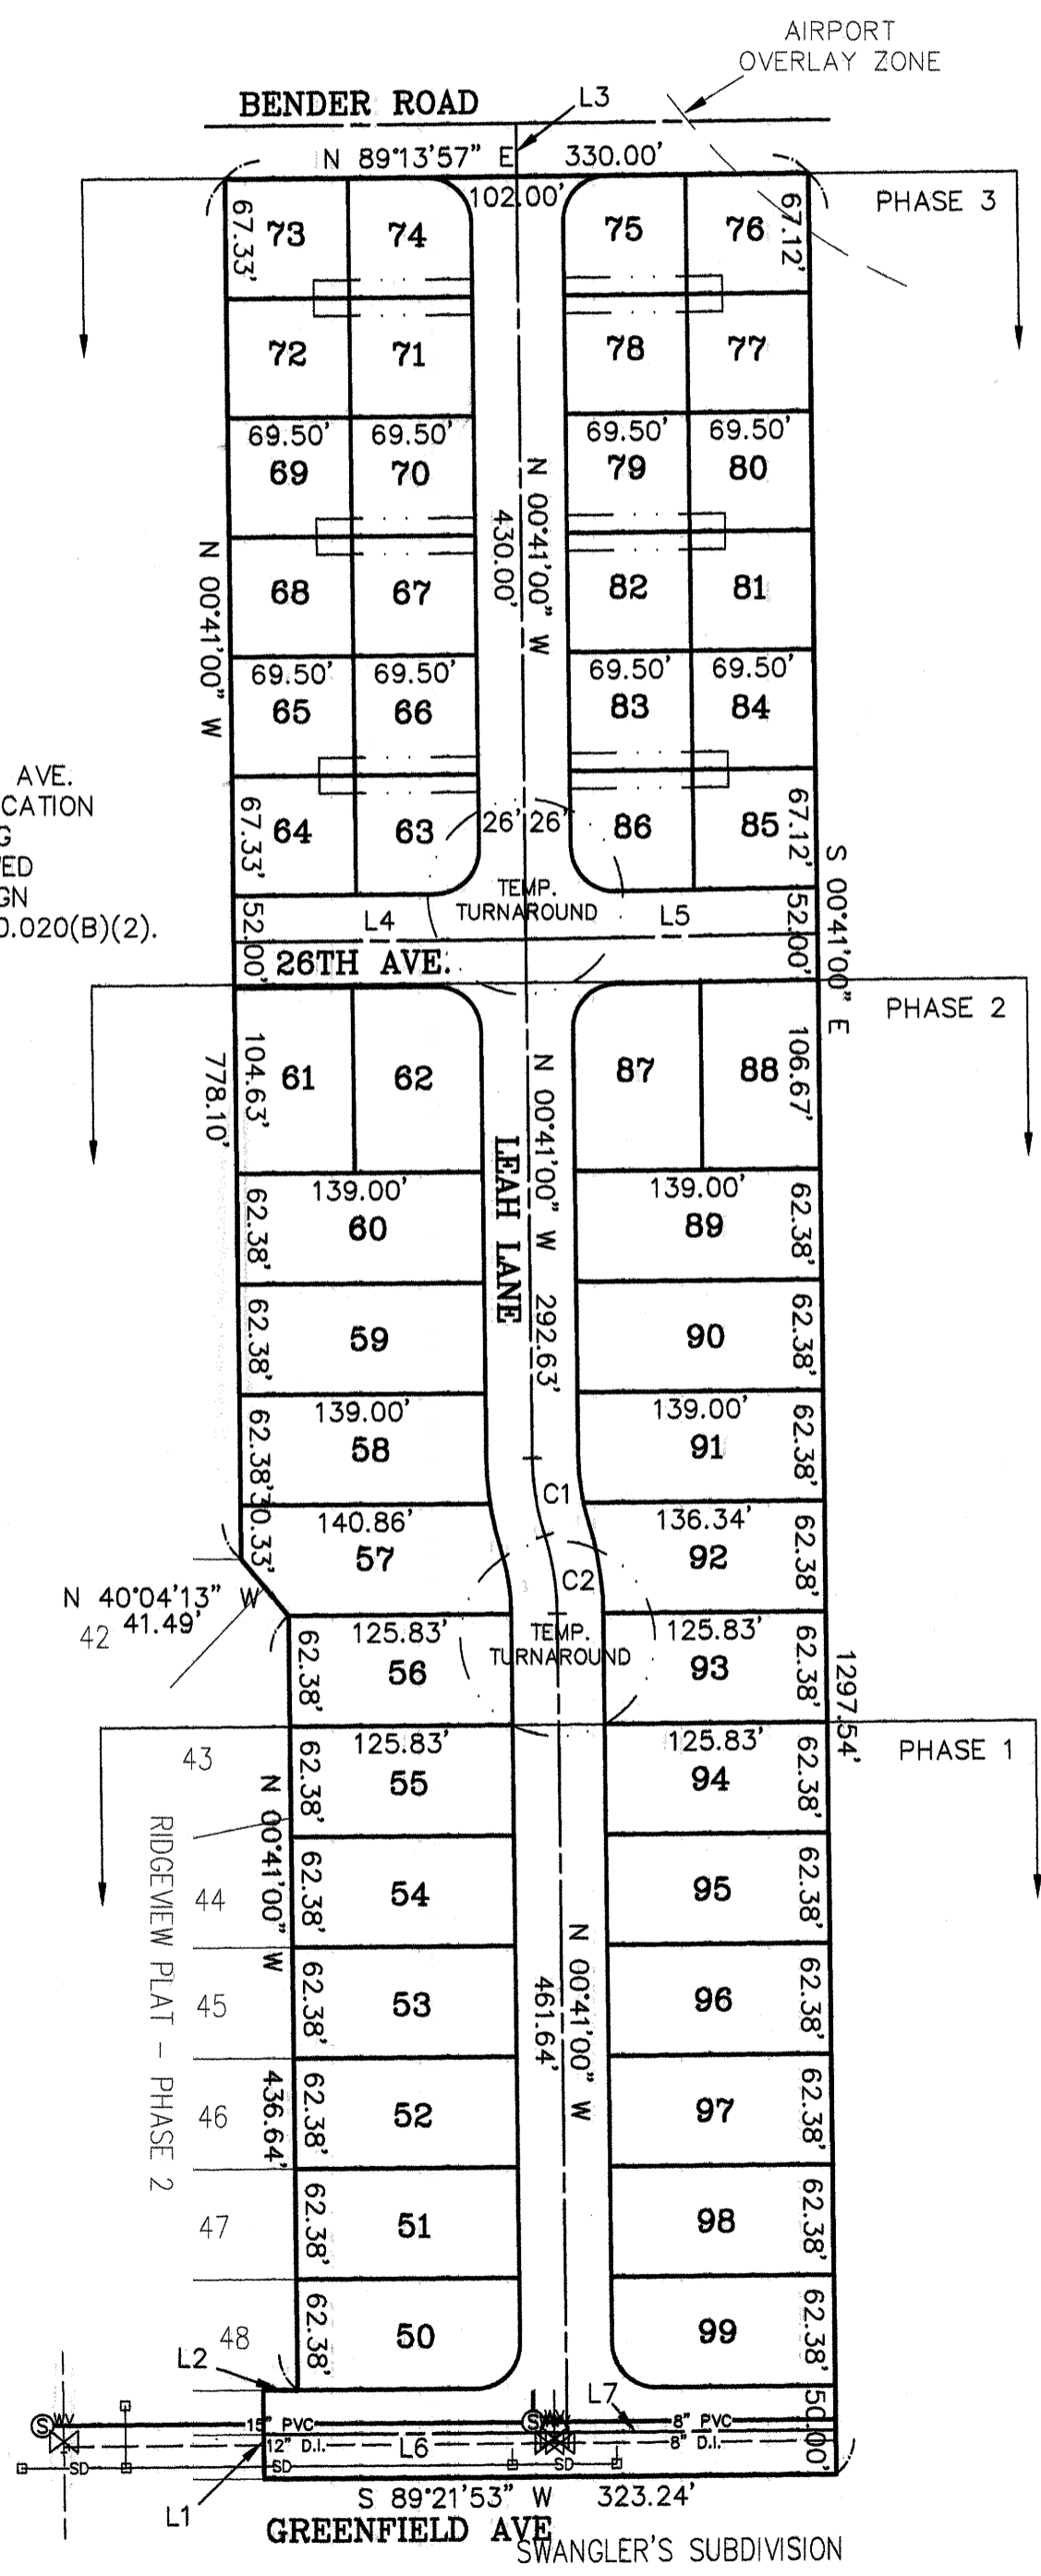 AIRPORT
OVERLAY ZONE
BENDER ROAD
L3
N 89°13'57" E 330.00'
102.00'
PHASE 3
67.33' 73 74 75 76 67.12'
72 71 78 77
69.50' 69.50' 69.50' 69.50'
69 70 79 80
N 00°41'00" W
430.00'
N 00°41'00" W
68 67 82 81
69.50' 69.50' 69.50' 69.50'
65 66 83 84
AVE.
CATION
G
ED
GN
0.020(B)(2).
67.33' 64 63 26' 26' 86 85 67.12'
S 00°41'00" E
TEMP.
TURNAROUND
52.00' L4 L5 52.00'
26TH AVE.
PHASE 2
778.10'
104.63' 61 62 87 88 106.67'
N 00°41'00" W 292.63'
LEAH LANE
139.00' 139.00'
62.38' 60 89 62.38'
62.38' 59 90 62.38'
139.00' 139.00'
62.38' 58 91 62.38'
C1
140.86' 136.34'
30.33' 57 92 62.38'
C2
N 40°04'13" W
41.49'
42
TEMP.
TURNAROUND
125.83' 125.83'
62.38' 56 93 62.38'
1297.54'
PHASE 1
125.83' 125.83'
43 62.38' 55 94 62.38'
N 00°41'00" W
436.64'
RIDGEVIEW PLAT - PHASE 2
44 62.38' 54 95 62.38'
N 00°41'00" W
461.64'
45 62.38' 53 96 62.38'
46 62.38' 52 97 62.38'
47 62.38' 51 98 62.38'
48 62.38' 50 99 62.38'
L2
L7
50.00'
S WV 15" PVC S WV 8" PVC
12" D.I. L6 8" D.I.
SD SD SD
L1
S 89°21'53" W 323.24'
GREENFIELD AVE
SWANGLER'S SUBDIVISION